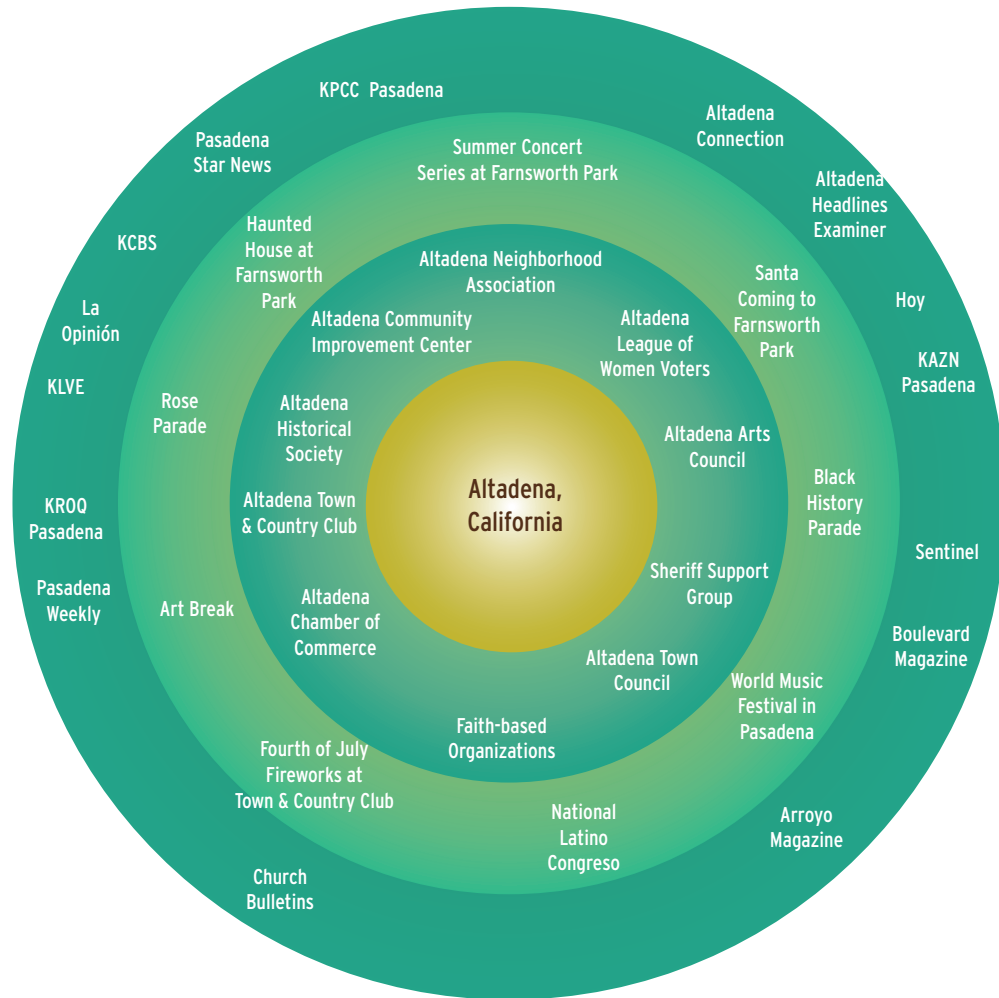 KPCC Pasadena
Altadena
Connection
Pasadena
Star News
Summer Concert
Series at Farnsworth Park
Altadena
Headlines
Examiner
Haunted
House at
Farnsworth
Park
KCBS
Altadena Neighborhood
Association
Santa
Coming to
Farnsworth
Park
Hoy
La
Opinión
Altadena Community
Improvement Center
Altadena
League of
Women Voters
KAZN
Pasadena
KLVE
Rose
Parade
Altadena
Historical
Society
Altadena Arts
Council
Altadena Town
& Country Club
Altadena,
California
Black
History
Parade
KROQ
Pasadena
Sentinel
Pasadena
Weekly
Art Break
Altadena
Chamber of
Commerce
Sheriff Support
Group
Boulevard
Magazine
Altadena Town
Council
World Music
Festival in
Pasadena
Faith-based
Organizations
Fourth of July
Fireworks at
Town & Country Club
National
Latino
Congreso
Arroyo
Magazine
Church
Bulletins